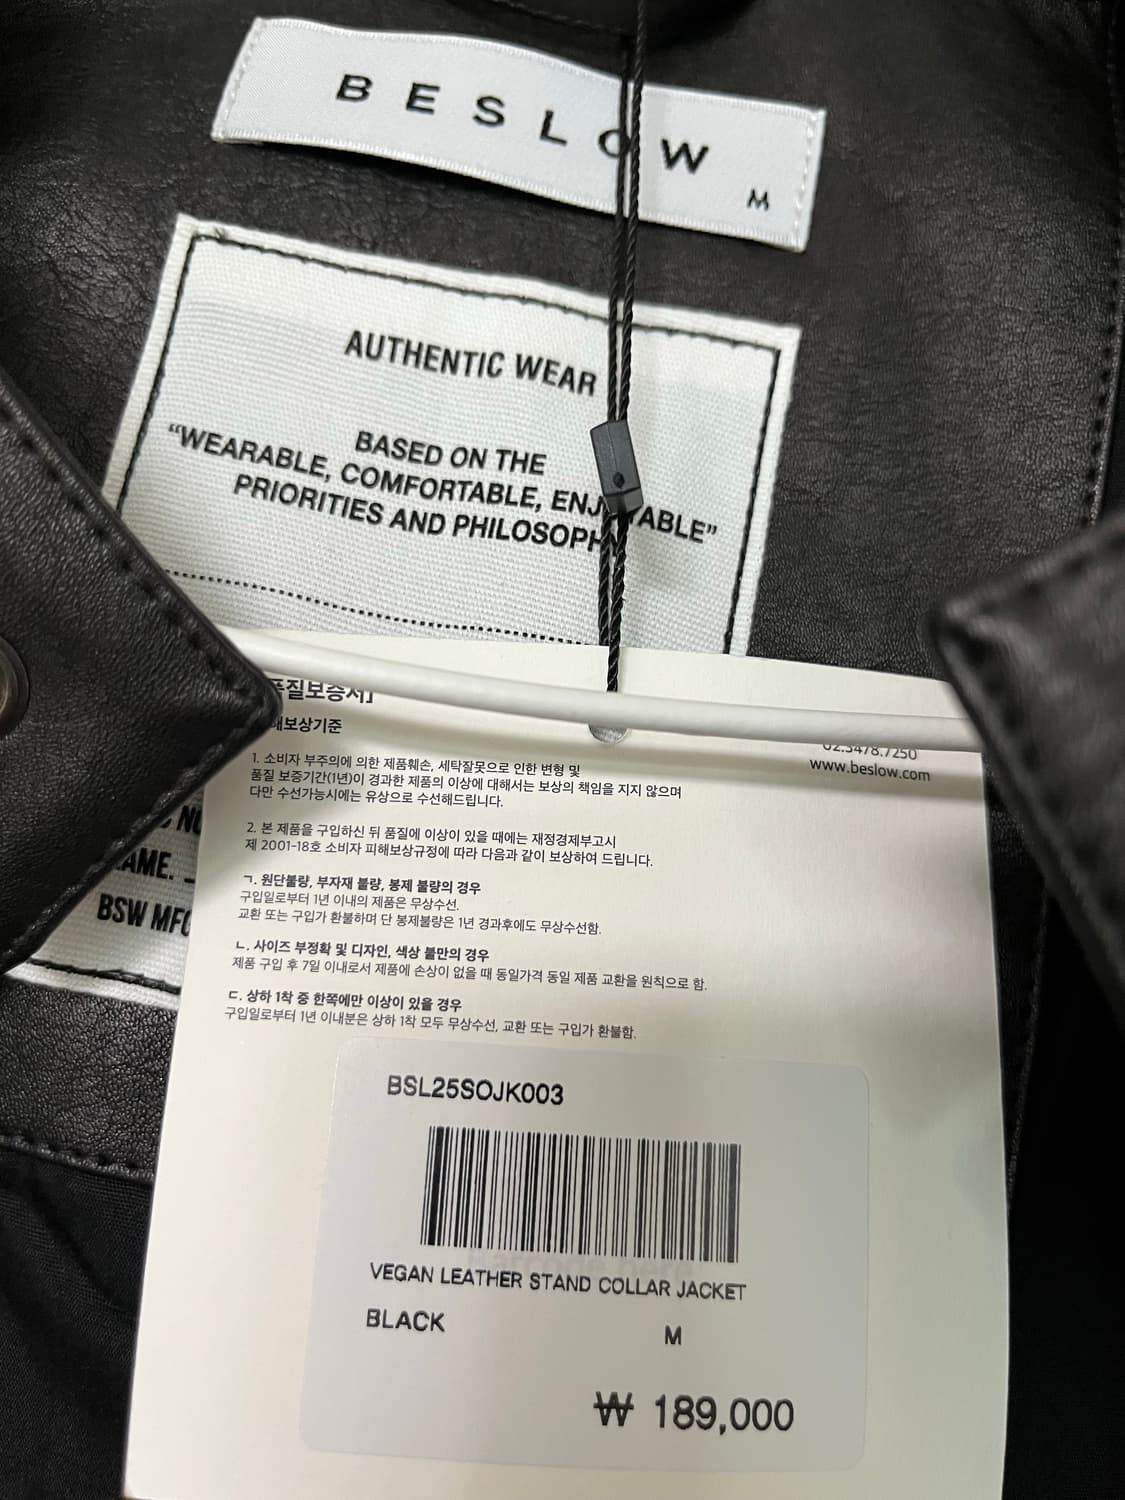 BESLOW
M
AUTHENTIC WEAR
BASED ON THE
“WEARABLE, COMFORTABLE,
PRIORITIES AND PHILOSOPHY
품질보증서]
해보상기준
02.3478.7250
www.beslow.com
1. 소비자 부주의에 의한 제품훼손, 세탁잘못으로 인한 변형 및
품질 보증기간(1년)이 경과한 제품의 이상에 대해서는 보상의 책임을 지지 않으며
다만 수선가능시에는 유상으로 수선해드립니다.
2. 본 제품을 구입하신 뒤 품질에 이상이 있을 때에는 재정경제부고시
제 2001-18호 소비자 피해보상규정에 따라 다음과 같이 보상하여 드립니다.
ㄱ. 원단불량, 부자재 불량, 봉제 불량의 경우
구입일로부터 1년 이내의 제품은 무상수선.
교환 또는 구입가 환불하며 단 봉제불량은 1년 경과후에도 무상수선함.
ㄴ. 사이즈 부정확 및 디자인, 색상 불만의 경우
제품 구입 후 7일 이내로서 제품에 손상이 없을 때 동일가격 동일 제품 교환을 원칙으로 함.
ㄷ. 상하 1착 중 한쪽에만 이상이 있을 경우
구입일로부터 1년 이내분은 상하 1착 모두 무상수선, 교환 또는 구입가 환불함.
BSW
BSL25SOJK003
VEGAN LEATHER STAND COLLAR JACKET
BLACK M
₩ 189,000